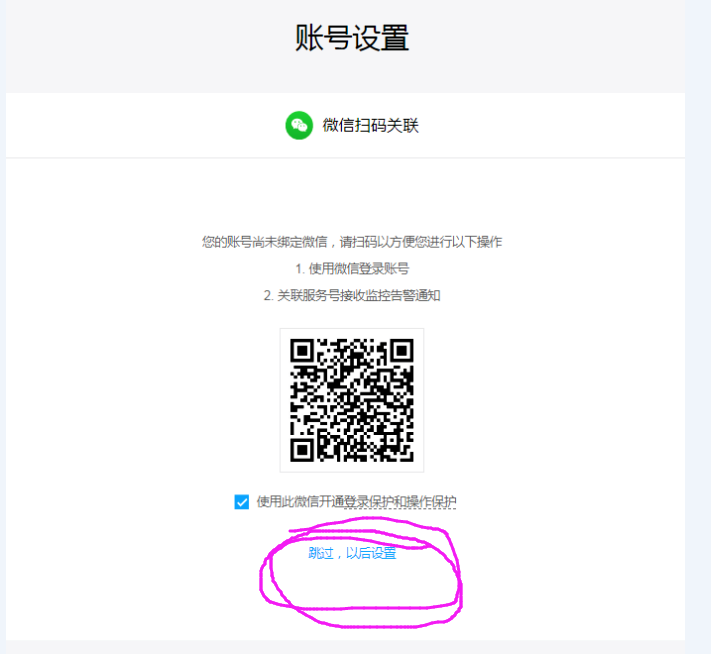 账号设置
微信扫码关联
您的账号尚未绑定微信，请扫码以方便您进行以下操作
1. 使用微信登录账号
2. 关联服务号接收监控告警通知
使用此微信开通登录保护和操作保护
跳过，以后设置